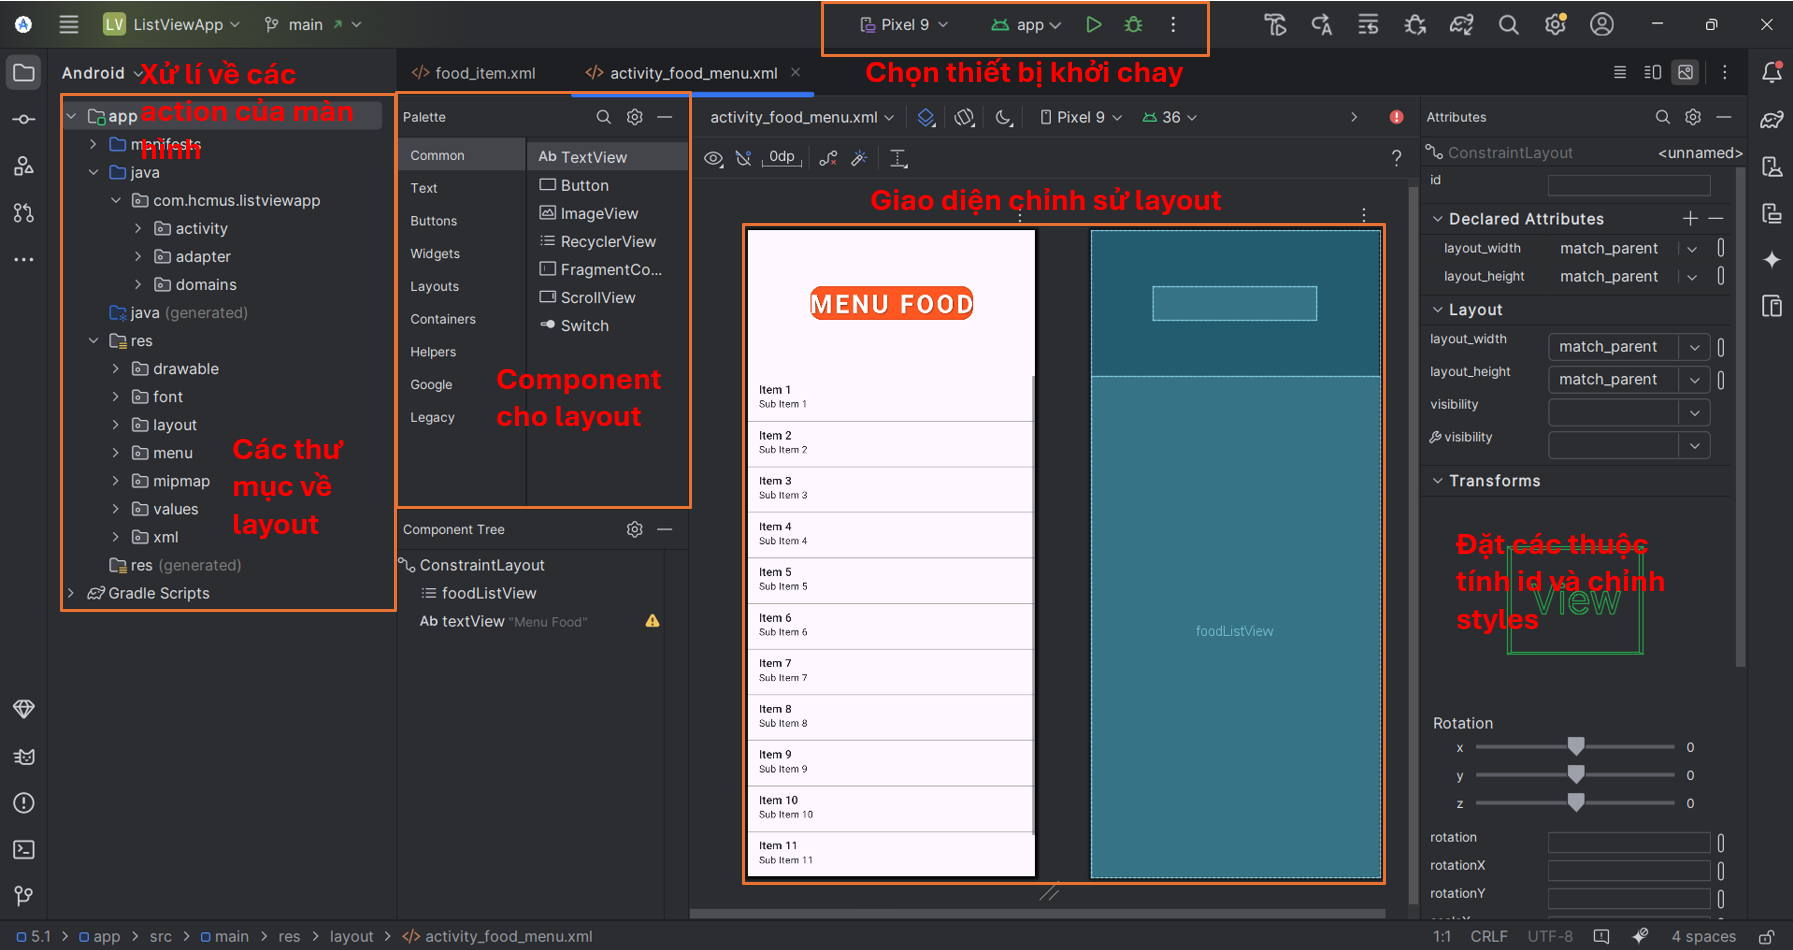 LV ListViewApp main
Pixel 9 app
Android
Xử lí về các
action của màn
hình
food_item.xml activity_food_menu.xml
Chọn thiết bị khởi chay
app
manifests
java
com.hcmus.listviewapp
activity
adapter
domains
java (generated)
res
drawable
font
layout
menu
mipmap
values
xml
res (generated)
Gradle Scripts
Các thư
mục về
layout
Palette
Common
Text
Buttons
Widgets
Layouts
Containers
Helpers
Google
Legacy
Ab TextView
Button
ImageView
RecyclerView
FragmentCo...
ScrollView
Switch
Component
cho layout
Component Tree
ConstraintLayout
foodListView
Ab textView "Menu Food"
activity_food_menu.xml Pixel 9 36
0dp ?
Giao diện chỉnh sử layout
MENU FOOD
Item 1
Sub Item 1
Item 2
Sub Item 2
Item 3
Sub Item 3
Item 4
Sub Item 4
Item 5
Sub Item 5
Item 6
Sub Item 6
Item 7
Sub Item 7
Item 8
Sub Item 8
Item 9
Sub Item 9
Item 10
Sub Item 10
Item 11
Sub Item 11
foodListView
Attributes
ConstraintLayout <unnamed>
id
Declared Attributes
layout_width match_parent
layout_height match_parent
Layout
layout_width match_parent
layout_height match_parent
visibility
visibility
Transforms
Đặt các thuộc
tính id và chỉnh
styles
View
Rotation
x 0
y 0
z 0
rotation
rotationX
rotationY
5.1 > app > src > main > res > layout > activity_food_menu.xml
1:1 CRLF UTF-8 4 spaces